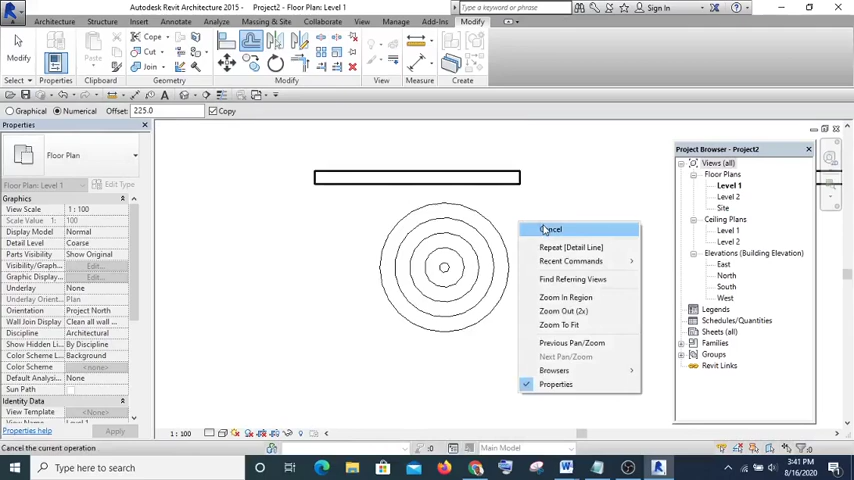 Autodesk Revit Architecture 2015 - Project2 - Floor Plan: Level 1
Type a keyword or phrase
Sign In
Architecture Structure Insert Annotate Analyze Massing & Site Collaborate View Manage Add-Ins Modify
Modify
Paste
Cope
Cut
Join
Select Properties Clipboard Geometry Modify View Measure Create
Graphical Numerical Offset: 225.0 Copy
Properties
Floor Plan
Floor Plan: Level 1 Edit Type
Graphics
View Scale 1 : 100
Scale Value 1: 100
Display Model Normal
Detail Level Coarse
Parts Visibility Show Original
Visibility/Graph... Edit...
Graphic Display... Edit...
Underlay None
Underlay Orient... Plan
Orientation Project North
Wall Join Display Clean all wall ...
Discipline Architectural
Show Hidden Li... By Discipline
Color Scheme L... Background
Color Scheme <none>
Default Analysi... None
Sun Path
Identity Data
View Template <None>
Properties help Apply
Cancel
Repeat [Detail Line]
Recent Commands
Find Referring Views
Zoom In Region
Zoom Out (2x)
Zoom To Fit
Previous Pan/Zoom
Next Pan/Zoom
Browsers
Properties
Project Browser - Project2
Views (all)
Floor Plans
Level 1
Level 2
Site
Ceiling Plans
Level 1
Level 2
Elevations (Building Elevation)
East
North
South
West
Legends
Schedules/Quantities
Sheets (all)
Families
Groups
Revit Links
1 : 100
Cancel the current operation
:0 Main Model :0
Type here to search
3:41 PM
8/16/2020